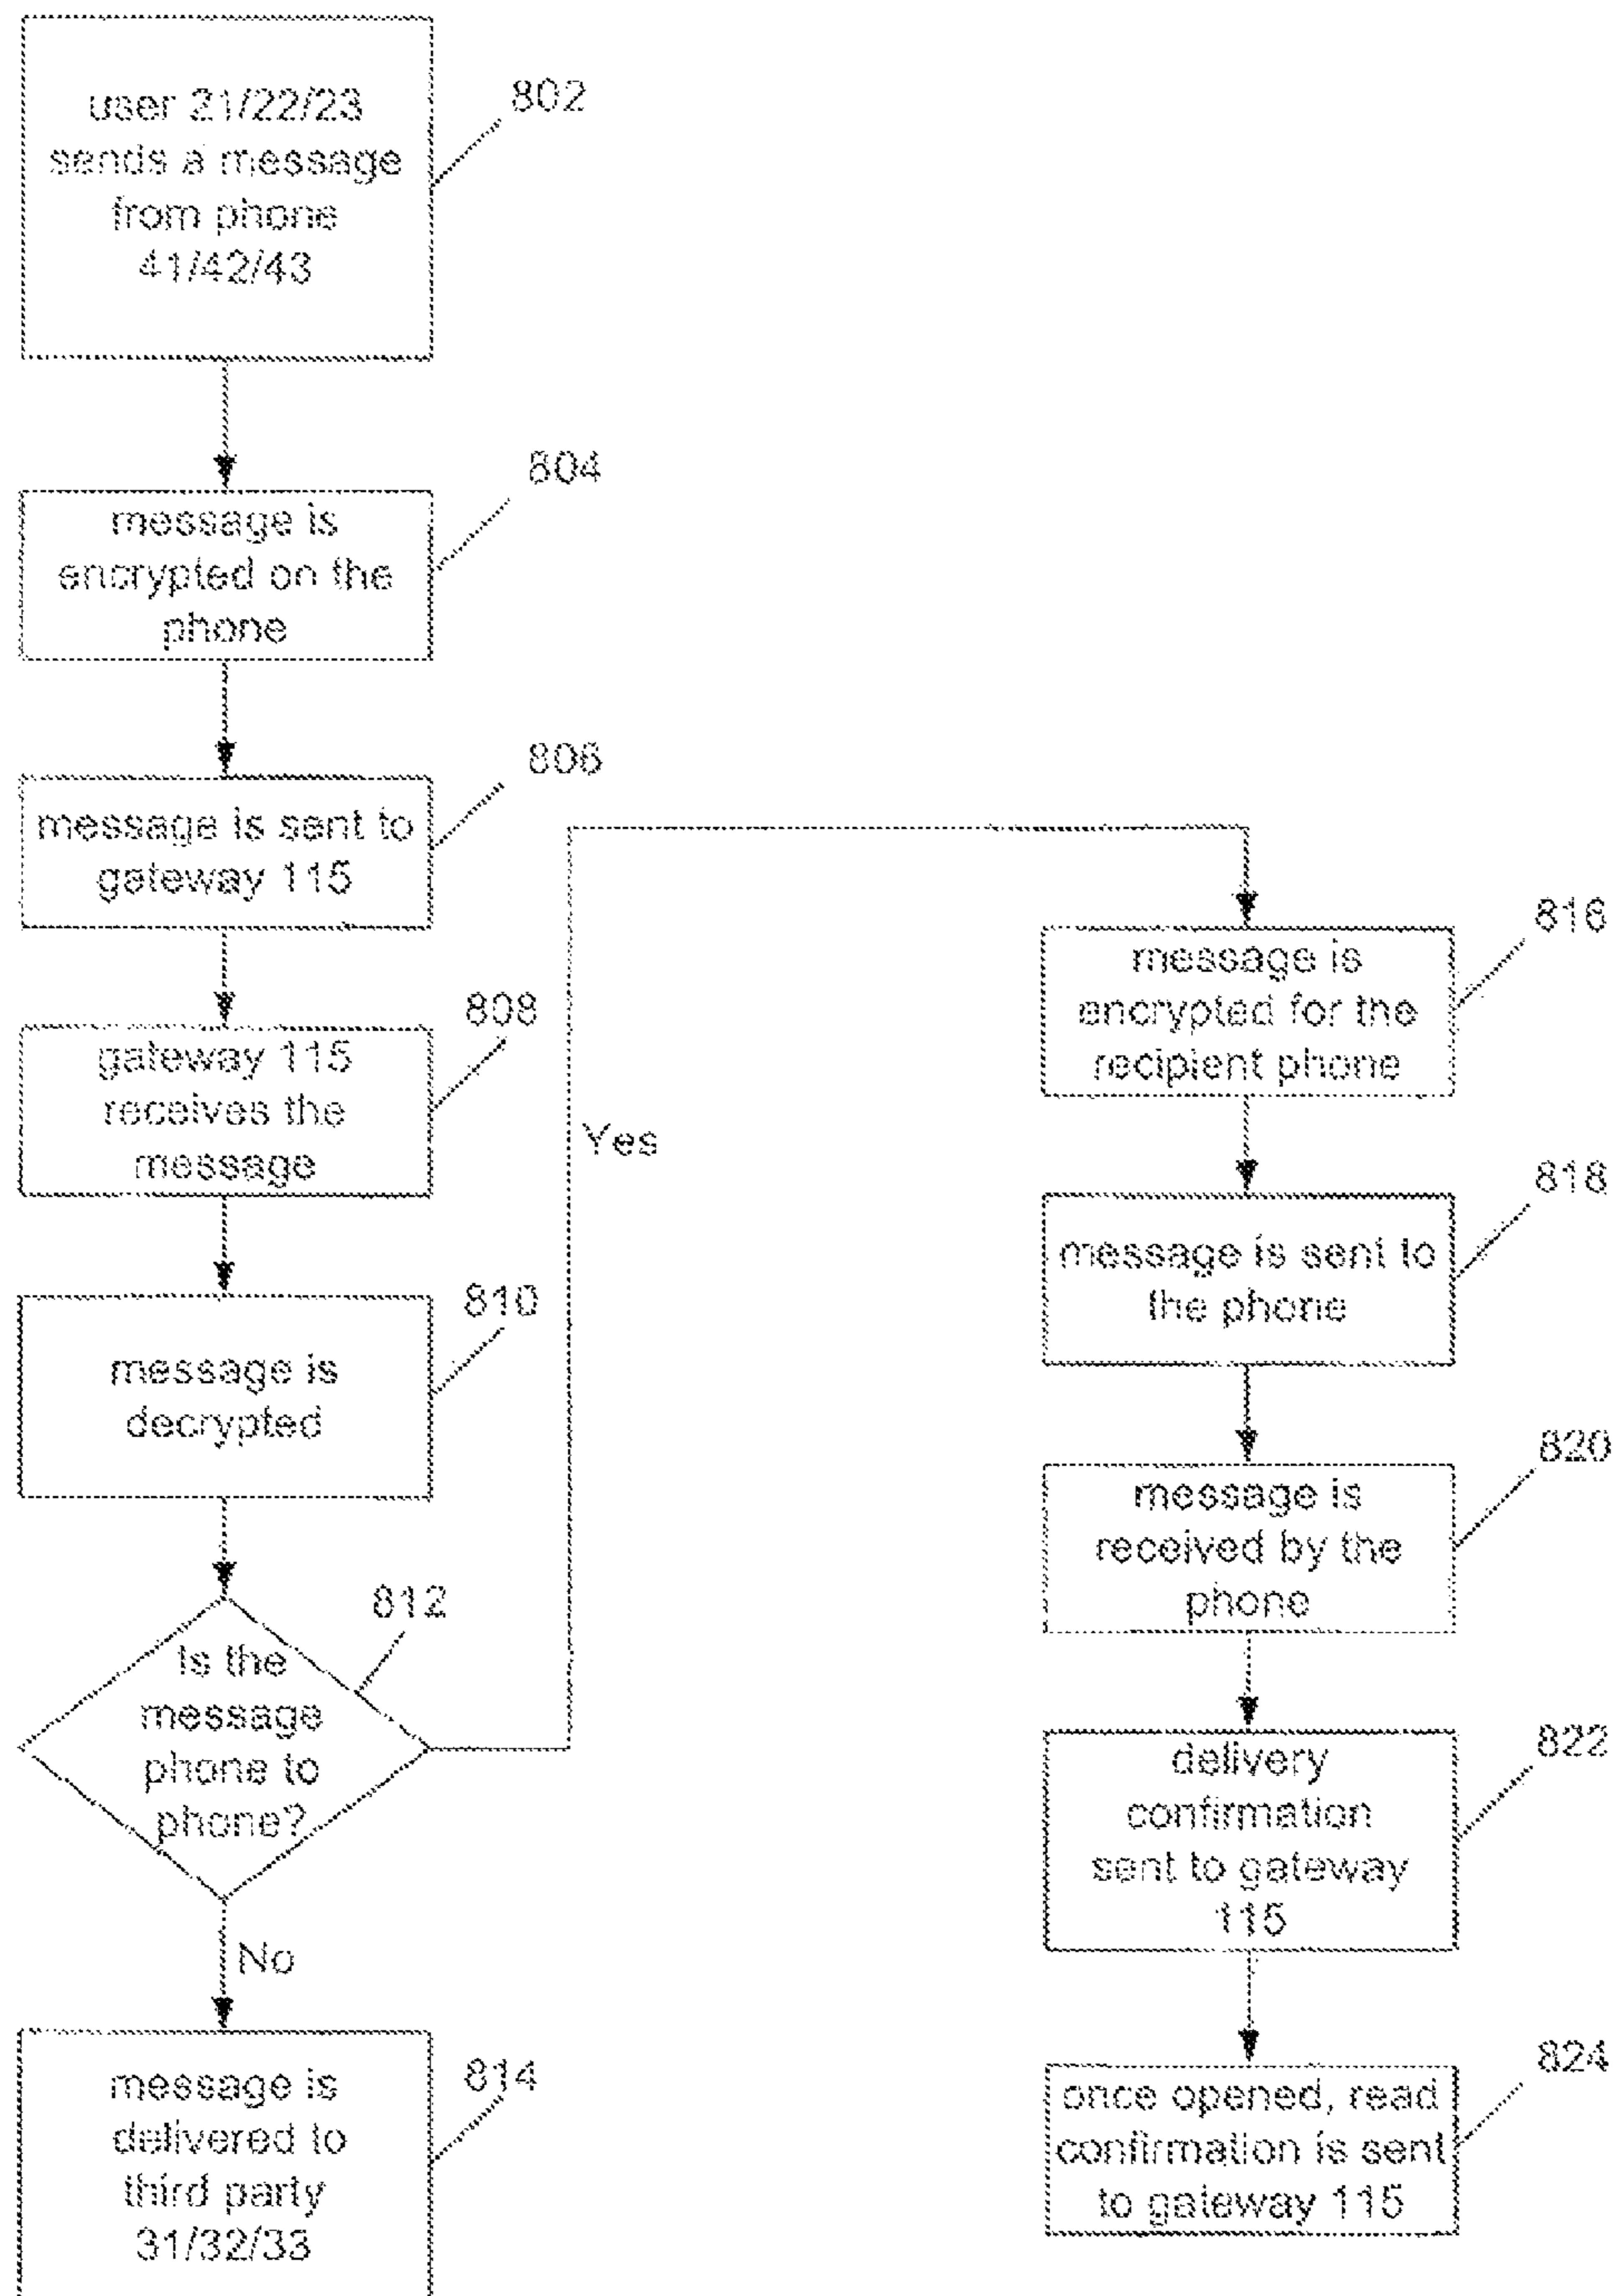 user 21/22/23
sends a message
from phone
41/42/43
802
message is
encrypted on the
phone
804
message is sent to
gateway 115
806
gateway 115
receives the
message
808
message is
decrypted
810
Is the
message
phone to
phone?
812
Yes
No
message is
delivered to
third party
31/32/33
814
message is
encrypted for the
recipient phone
816
message is sent to
the phone
818
message is
received by the
phone
820
delivery
confirmation
sent to gateway
115
822
once opened, read
confirmation is sent
to gateway 115
824